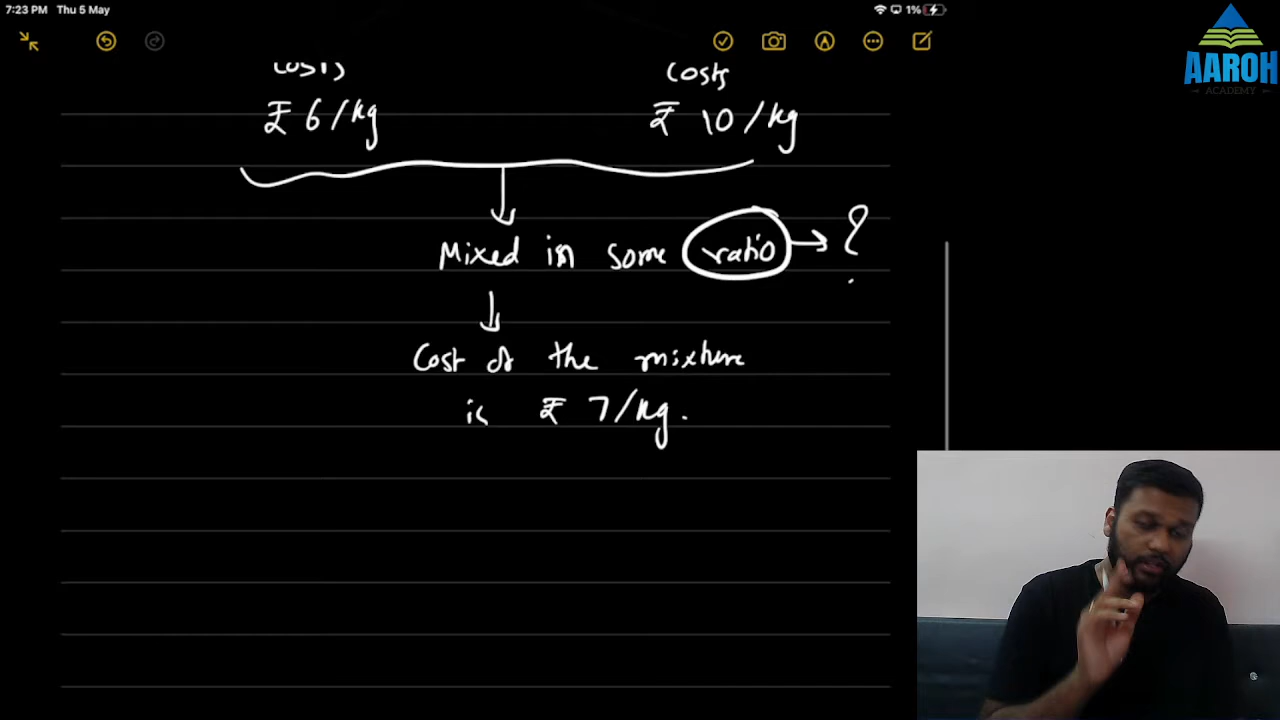 7:23 PM Thu 5 May
1%
AAROH
ACADEMY
costs costs
₹ 6/kg ₹ 10/kg
Mixed in some ratio → ?
Cost of the mixture
is ₹ 7/kg.